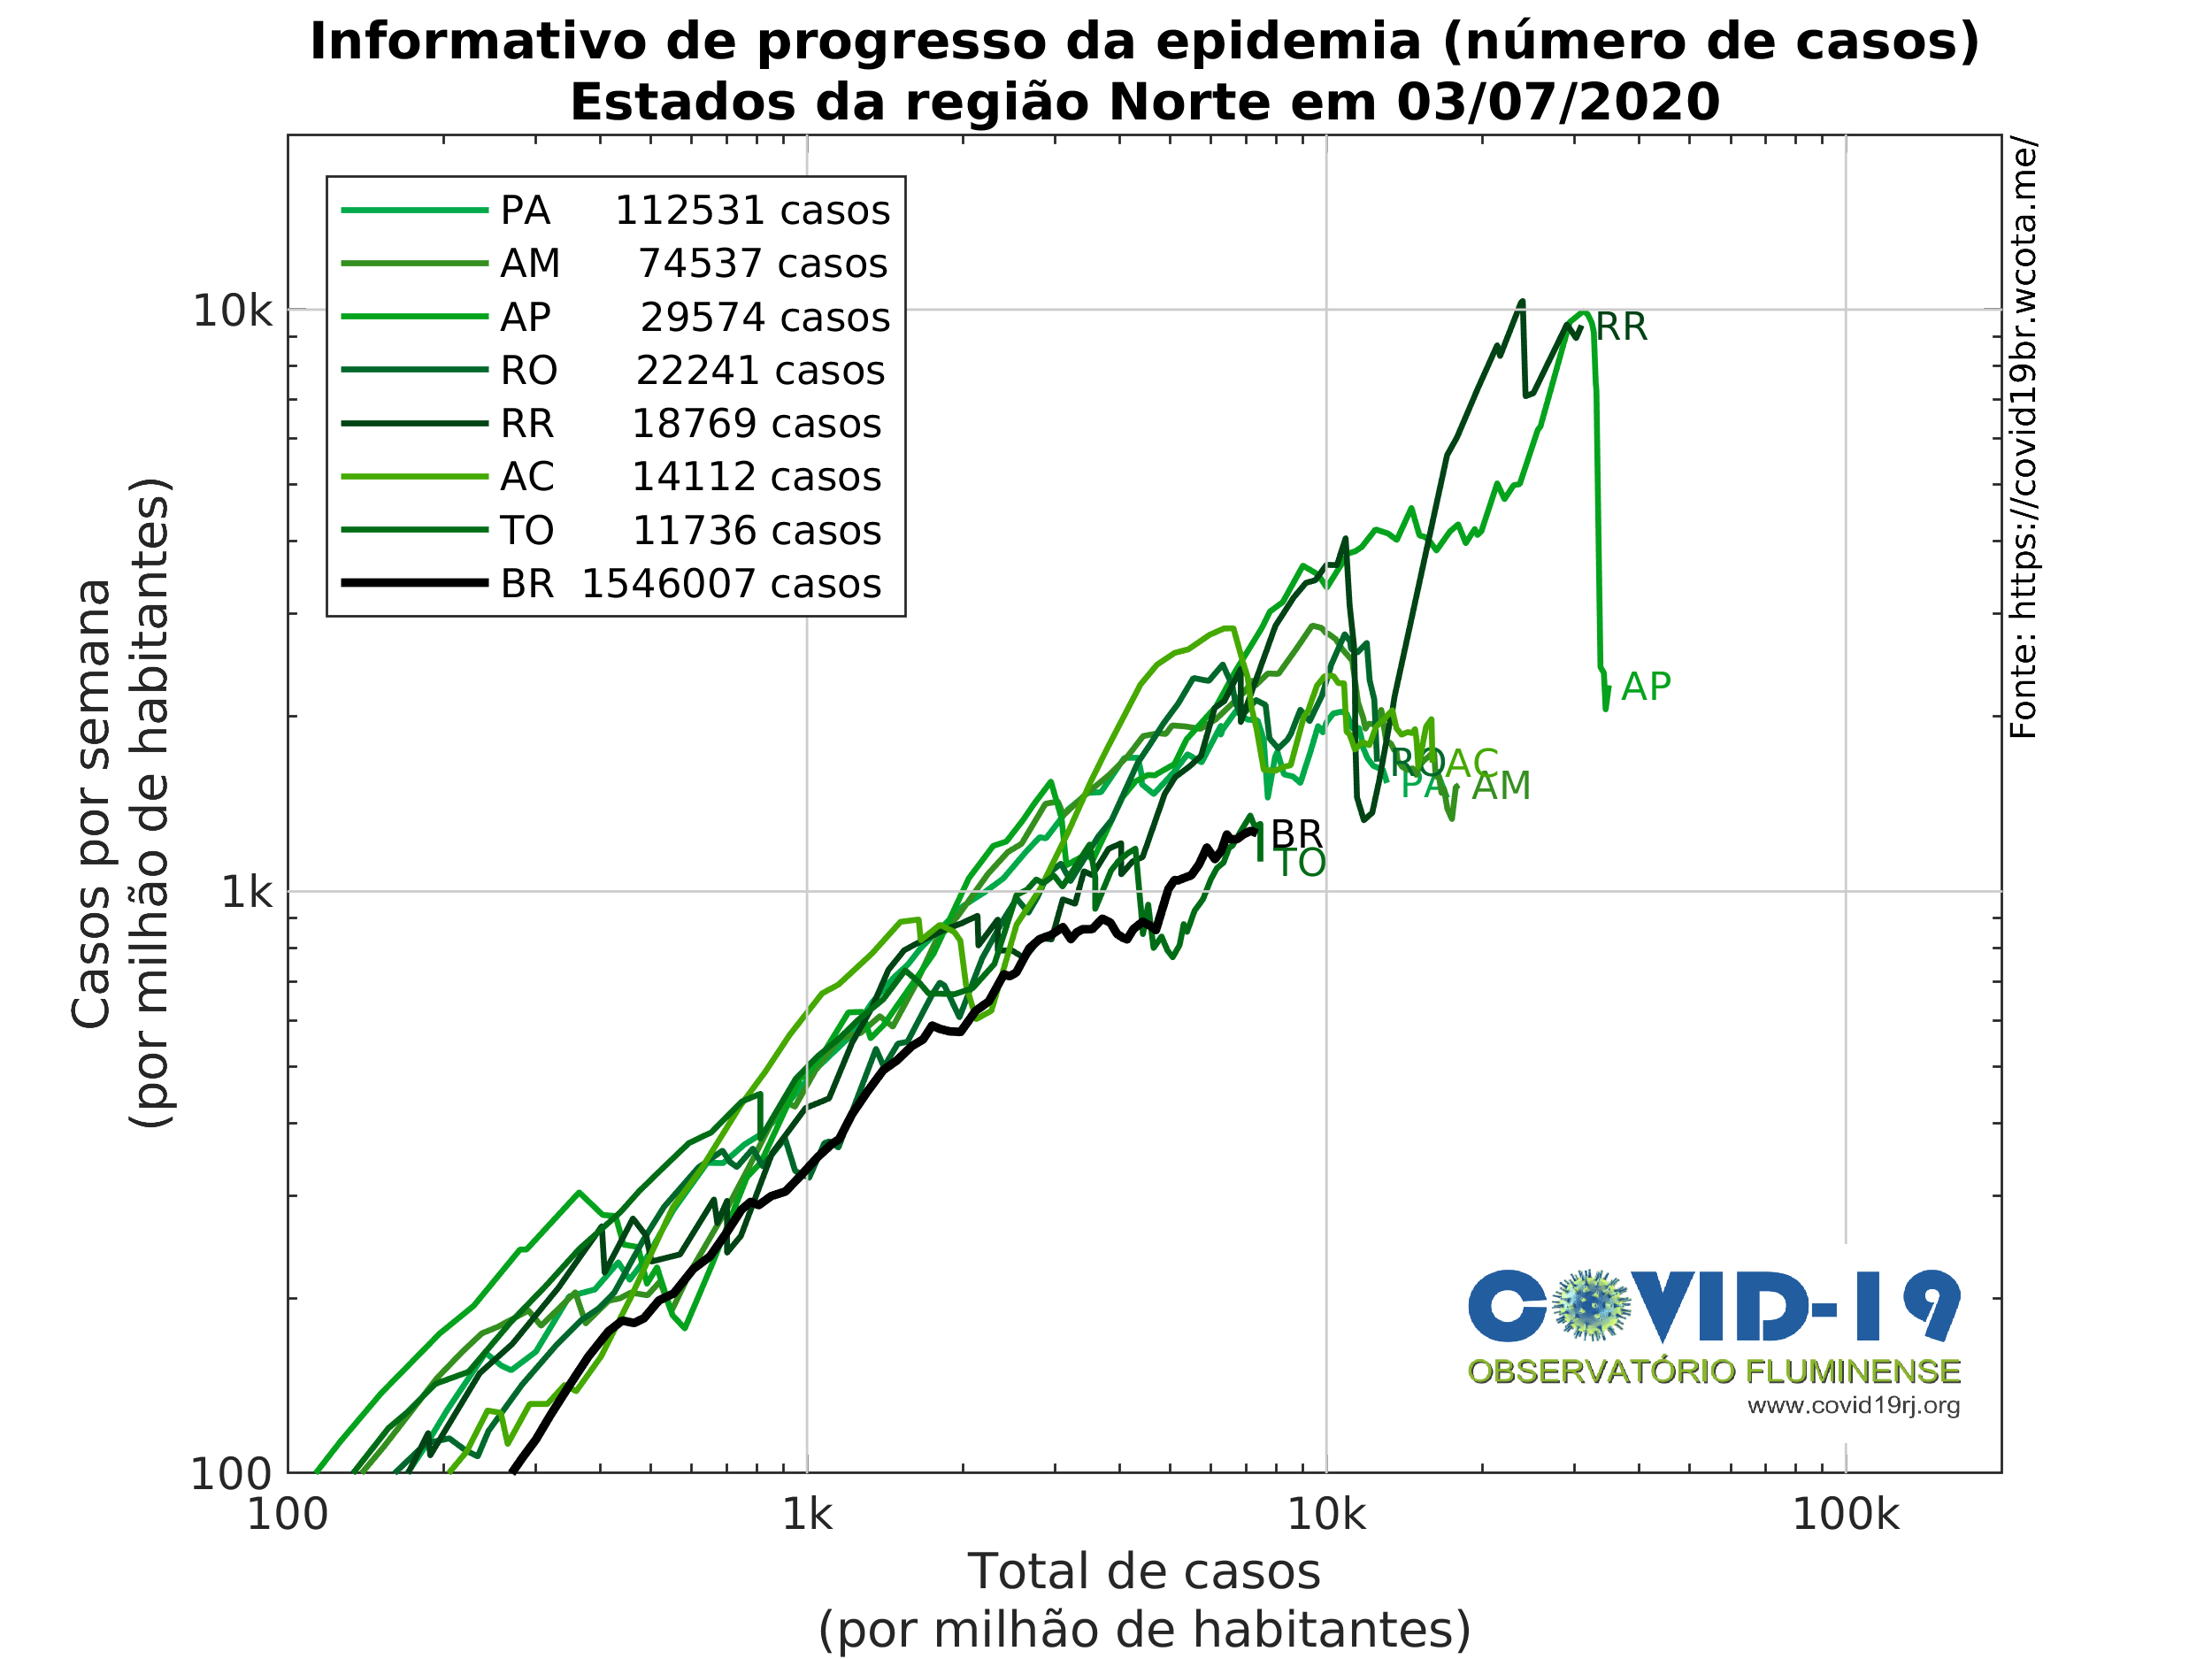 Informativo de progresso da epidemia (número de casos)
Estados da região Norte em 03/07/2020
PA 112531 casos
AM 74537 casos
AP 29574 casos
RO 22241 casos
RR 18769 casos
AC 14112 casos
TO 11736 casos
BR 1546007 casos
10k
1k
100
Casos por semana
(por milhão de habitantes)
RR
AP
RO
AC
PA
AM
BR
TO
Fonte: https://covid19br.wcota.me/
COVID-19
OBSERVATÓRIO FLUMINENSE
www.covid19rj.org
100
1k
10k
100k
Total de casos
(por milhão de habitantes)